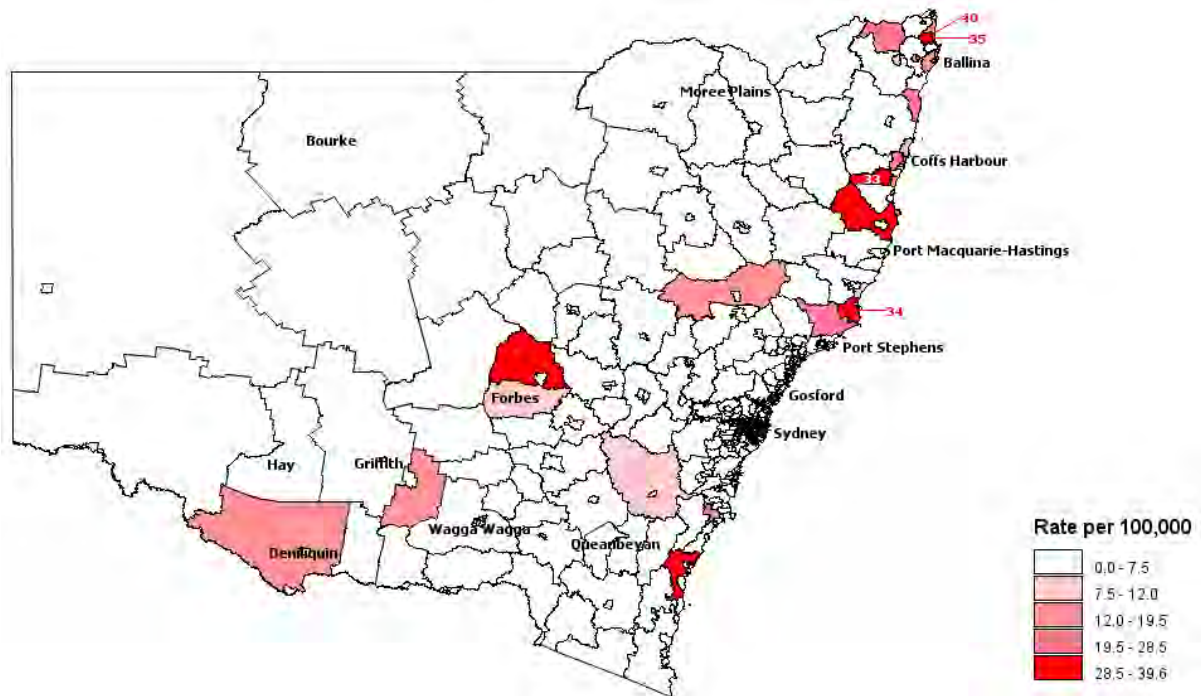 40
35
Ballina
Moree Plains
Bourke
Coffs Harbour
33
Port Macquarie-Hastings
34
Port Stephens
Forbes
Gosford
Sydney
Hay
Griffith
Wagga Wagga
Queanbeyan
Deniliquin
Rate per 100,000
0.0 - 7.5
7.5 - 12.0
12.0 - 19.5
19.5 - 28.5
28.5 - 39.6